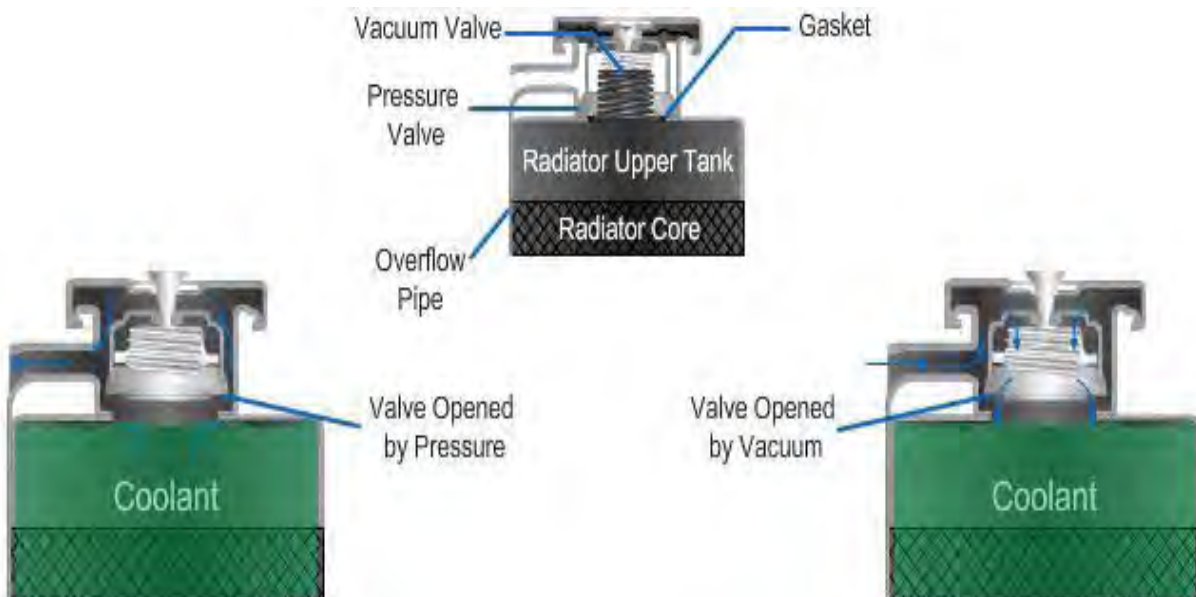 Vacuum Valve
Gasket
Pressure
Valve
Radiator Upper Tank
Radiator Core
Overflow
Pipe
Valve Opened
by Pressure
Valve Opened
by Vacuum
Coolant
Coolant